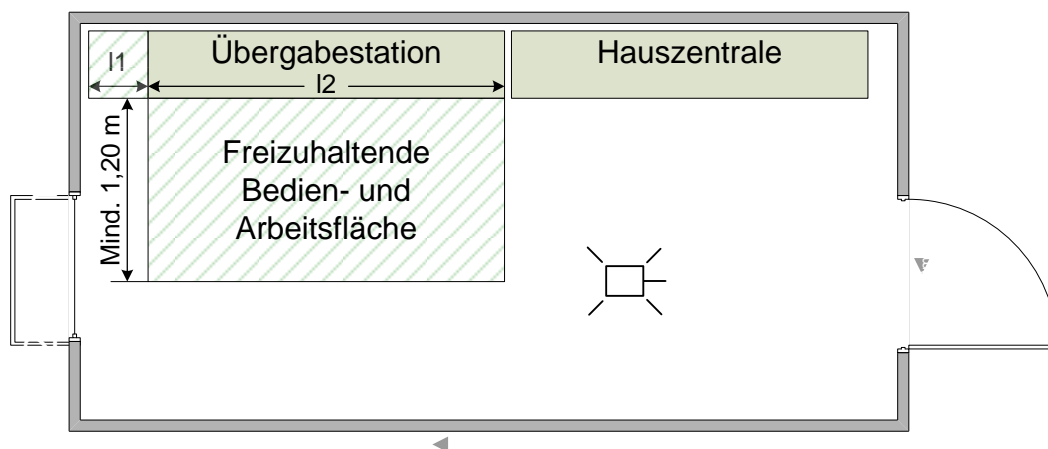 Übergabestation
Hauszentrale
l1
l2
Mind. 1,20 m
Freizuhaltende
Bedien- und
Arbeitsfläche